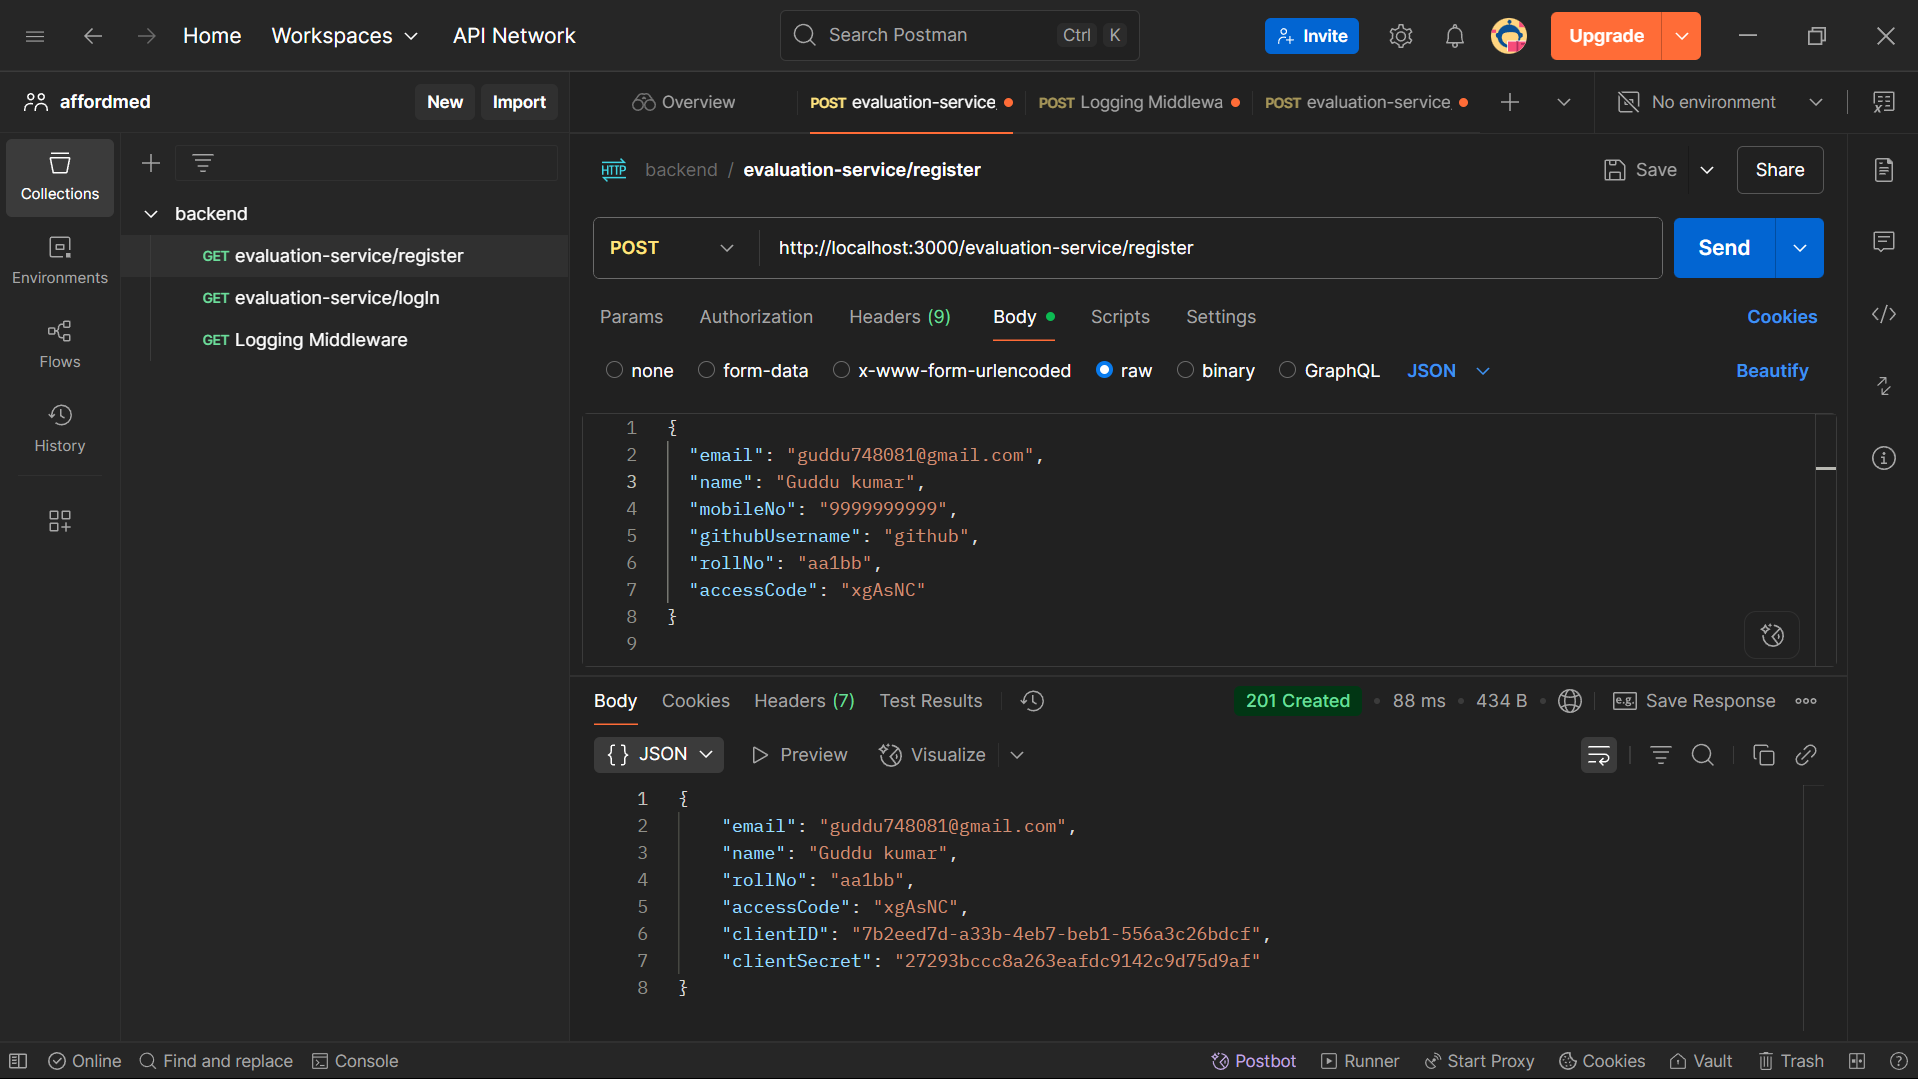 Home Workspaces API Network Search Postman Ctrl K Invite Upgrade
affordmed New Import Overview POST evaluation-service, POST Logging Middlewa POST evaluation-service, No environment
Collections
Environments
Flows
History
backend
GET evaluation-service/register
GET evaluation-service/logIn
GET Logging Middleware
HTTP backend / evaluation-service/register Save Share
POST http://localhost:3000/evaluation-service/register Send
Params Authorization Headers (9) Body Scripts Settings Cookies
none form-data x-www-form-urlencoded raw binary GraphQL JSON Beautify
1 {
2 "email": "guddu748081@gmail.com",
3 "name": "Guddu kumar",
4 "mobileNo": "9999999999",
5 "githubUsername": "github",
6 "rollNo": "aa1bb",
7 "accessCode": "xgAsNC"
8 }
9
Body Cookies Headers (7) Test Results 201 Created • 88 ms • 434 B • e.g. Save Response
{} JSON Preview Visualize
1 {
2 "email": "guddu748081@gmail.com",
3 "name": "Guddu kumar",
4 "rollNo": "aa1bb",
5 "accessCode": "xgAsNC",
6 "clientID": "7b2eed7d-a33b-4eb7-beb1-556a3c26bdcf",
7 "clientSecret": "27293bccc8a263eafdc9142c9d75d9af"
8 }
Online Find and replace Console Postbot Runner Start Proxy Cookies Vault Trash